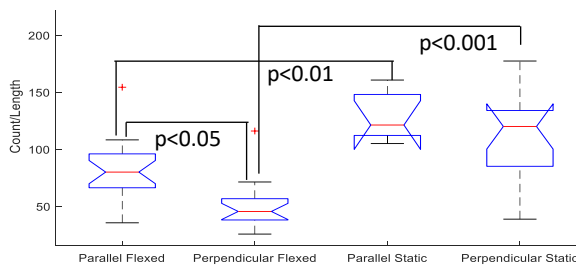 200
150
100
50
Count/Length
p<0.001
p<0.01
p<0.05
Parallel Flexed
Perpendicular Flexed
Parallel Static
Perpendicular Static